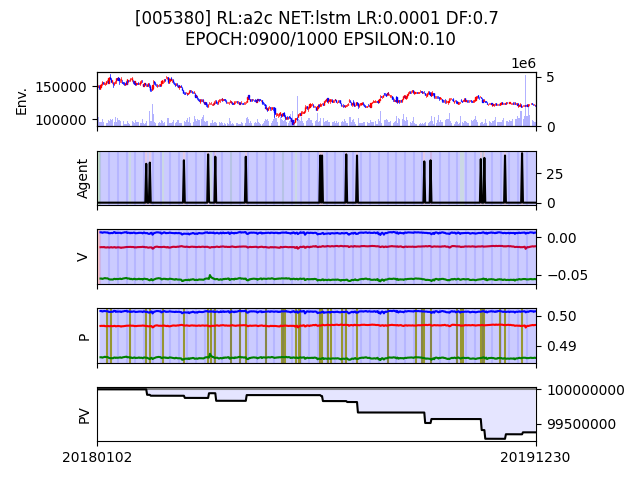 [005380] RL:a2c NET:lstm LR:0.0001 DF:0.7
EPOCH:0900/1000 EPSILON:0.10
1e6
Env.
150000
100000
5
0
Agent
25
0
V
0.00
−0.05
P
0.50
0.49
PV
100000000
99500000
20180102
20191230